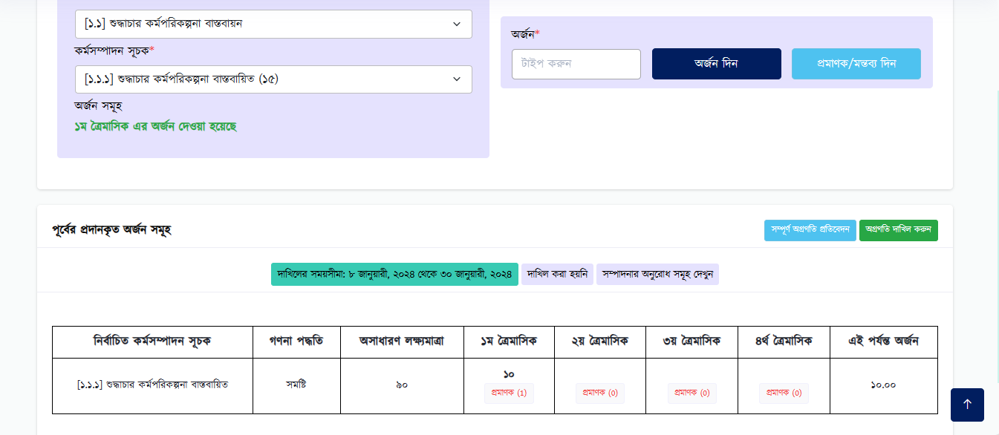 [১.১] শুদ্ধাচার কর্মপরিকল্পনা বাস্তবায়ন
কর্মসম্পাদন সূচক*
[১.১.১] শুদ্ধাচার কর্মপরিকল্পনা বাস্তবায়িত (১৫)
অর্জন সমূহ
১ম ত্রৈমাসিক এর অর্জন দেওয়া হয়েছে
অর্জন*
টাইপ করুন
অর্জন দিন
প্রমাণক/মন্তব্য দিন
পূর্বের প্রদানকৃত অর্জন সমূহ
সম্পূর্ণ অগ্রগতি প্রতিবেদন
অগ্রগতি দাখিল করুন
দাখিলের সময়সীমা: ৮ জানুয়ারী, ২০২৪ থেকে ৩০ জানুয়ারী, ২০২৪
দাখিল করা হয়নি
সম্পাদনার অনুরোধ সমূহ দেখুন
নির্বাচিত কর্মসম্পাদন সূচক গণনা পদ্ধতি অসাধারণ লক্ষ্যমাত্রা ১ম ত্রৈমাসিক ২য় ত্রৈমাসিক ৩য় ত্রৈমাসিক ৪র্থ ত্রৈমাসিক এই পর্যন্ত অর্জন
[১.১.১] শুদ্ধাচার কর্মপরিকল্পনা বাস্তবায়িত সমষ্টি ৯০ ১০ ১০.০০
প্রমাণক (1) প্রমাণক (0) প্রমাণক (0) প্রমাণক (0)